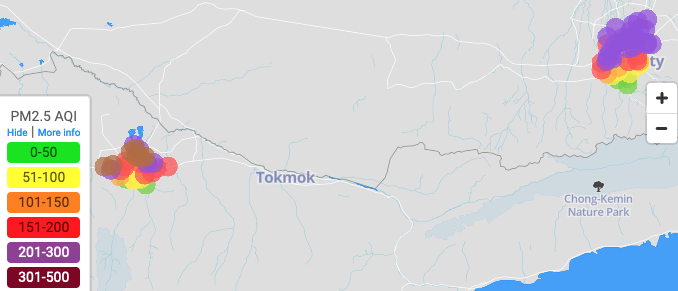 ty
PM2.5 AQI
Hide | More info
0-50
51-100
101-150
151-200
201-300
301-500
Tokmok
Chong-Kemin
Nature Park
+
−